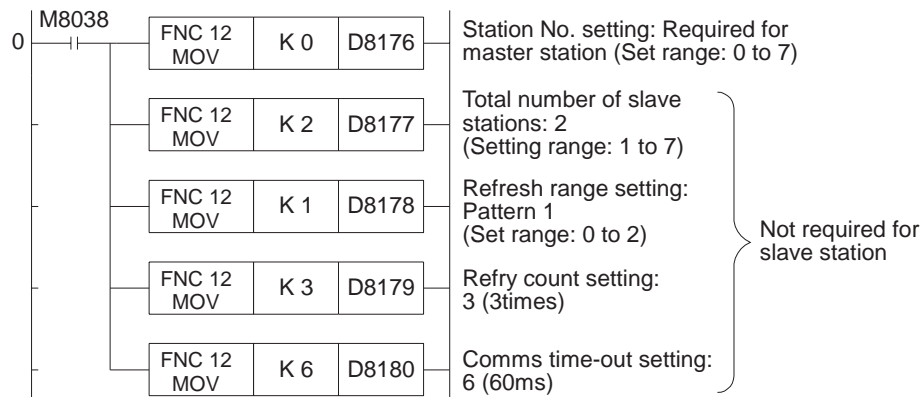 M8038
0
FNC 12
MOV
K 0
D8176
Station No. setting: Required for
master station (Set range: 0 to 7)
FNC 12
MOV
K 2
D8177
Total number of slave
stations: 2
(Setting range: 1 to 7)
FNC 12
MOV
K 1
D8178
Refresh range setting:
Pattern 1
(Set range: 0 to 2)
Not required for
slave station
FNC 12
MOV
K 3
D8179
Refry count setting:
3 (3times)
FNC 12
MOV
K 6
D8180
Comms time-out setting:
6 (60ms)